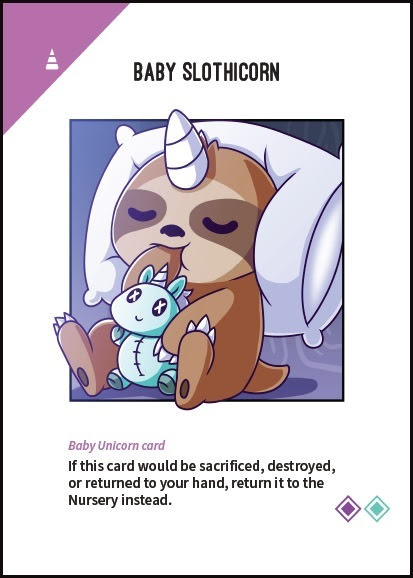 BABY SLOTHICORN
Baby Unicorn card
If this card would be sacrificed, destroyed,
or returned to your hand, return it to the
Nursery instead.